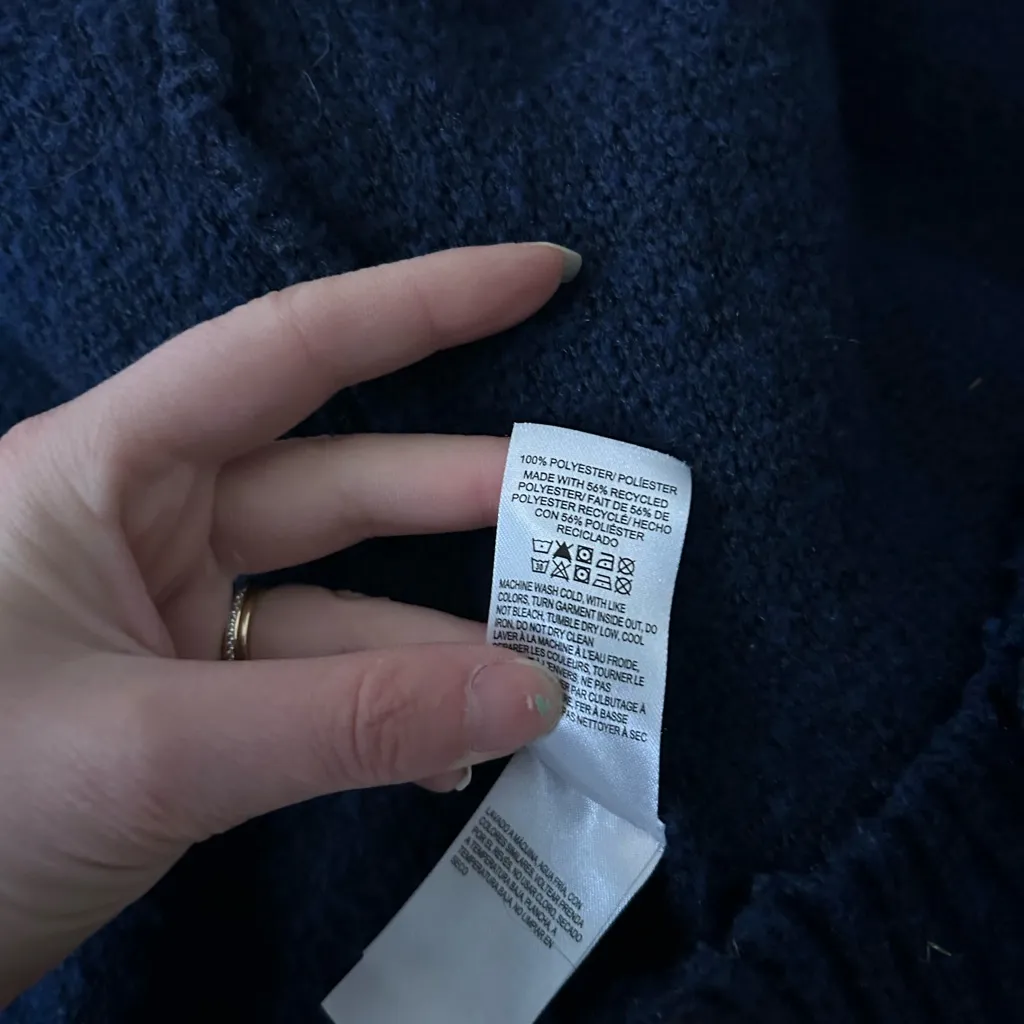 100% POLYESTER/ POLIÉSTER
MADE WITH 56% RECYCLED
POLYESTER/ FAIT DE 56% DE
POLYESTER RECYCLÉ/ HECHO
CON 56% POLIÉSTER
RECICLADO
MACHINE WASH COLD, WITH LIKE
COLORS, TURN GARMENT INSIDE OUT, DO
NOT BLEACH, TUMBLE DRY LOW, COOL
IRON, DO NOT DRY CLEAN
LAVER À LA MACHINE À L'EAU FROIDE,
SÉPARER LES COULEURS, TOURNER LE
L'ENVERS, NE PAS
PAR CULBUTAGE À
FER À BASSE
PAS NETTOYER À SEC
LAVADO A MÁQUINA, AGUA FRÍA, CON
COLORES SIMILARES, VOLTEAR PRENDA
POR EL REVÉS, NO USAR CLORO, SECADO
A TEMPERATURA BAJA, PLANCHA, A
TEMPERATURA BAJA, NO LIMPIAR EN
SECO